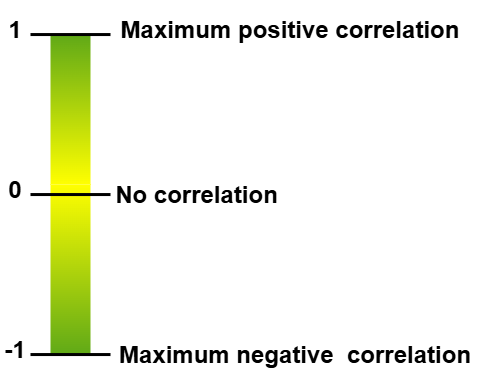 1 Maximum positive correlation
0 No correlation
-1 Maximum negative correlation